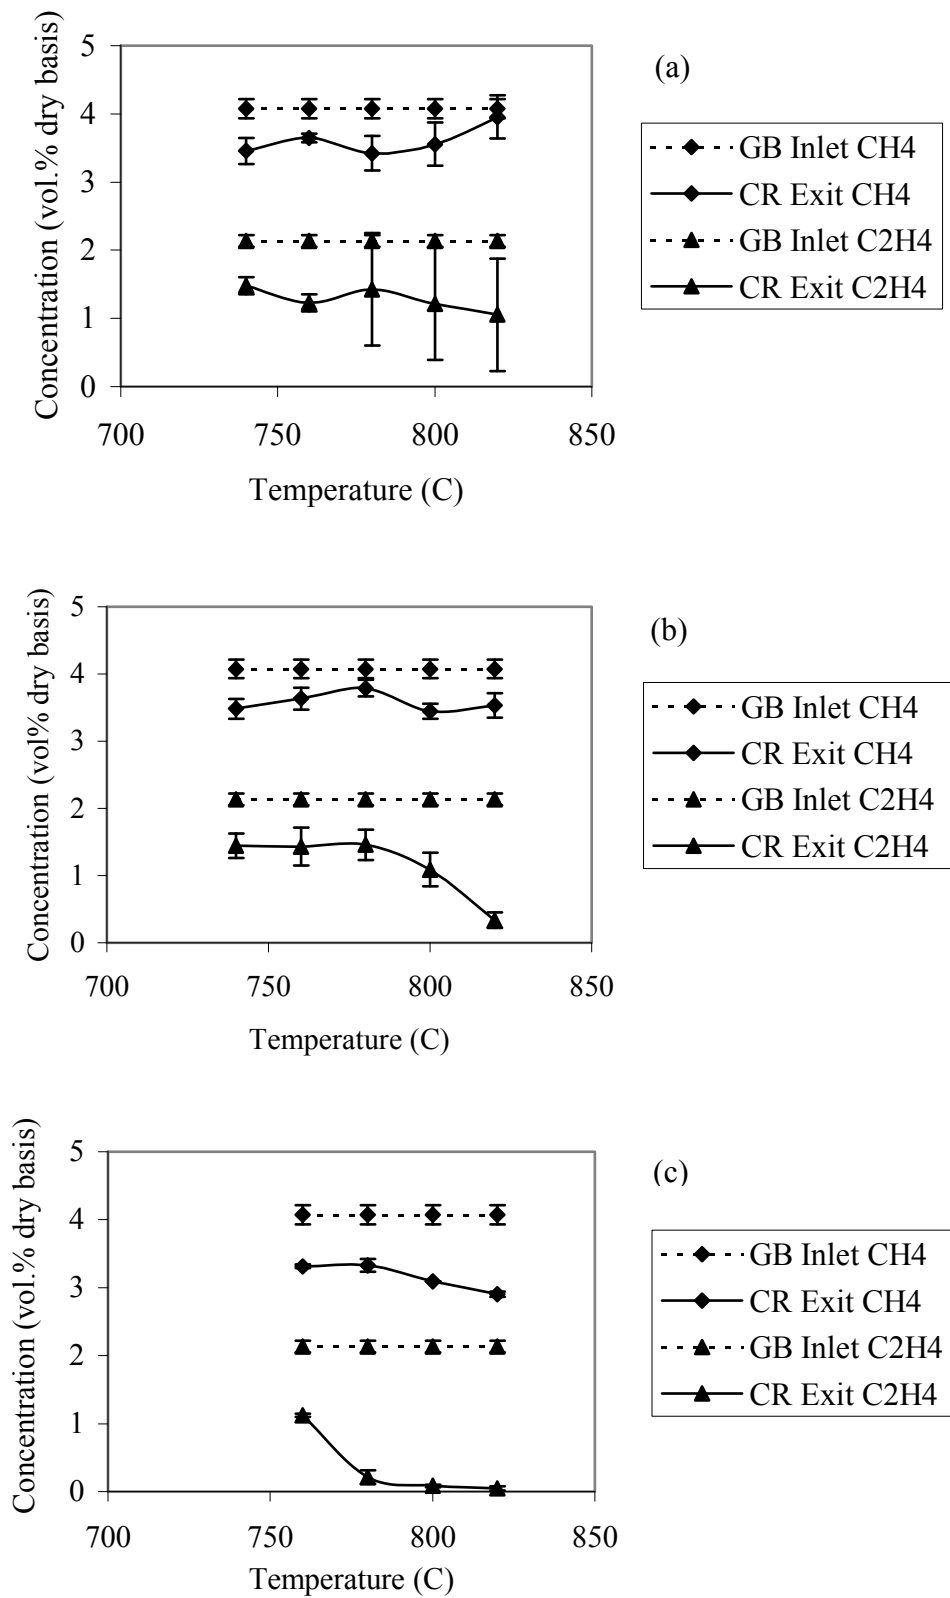 (a)
Concentration (vol.% dry basis)
5
4
3
2
1
0
700 750 800 850
Temperature (C)
GB Inlet CH4
CR Exit CH4
GB Inlet C2H4
CR Exit C2H4
(b)
Concentration (vol% dry basis)
5
4
3
2
1
0
700 750 800 850
Temperature (C)
GB Inlet CH4
CR Exit CH4
GB Inlet C2H4
CR Exit C2H4
(c)
Concentration (vol.% dry basis)
5
4
3
2
1
0
700 750 800 850
Temperature (C)
GB Inlet CH4
CR Exit CH4
GB Inlet C2H4
CR Exit C2H4